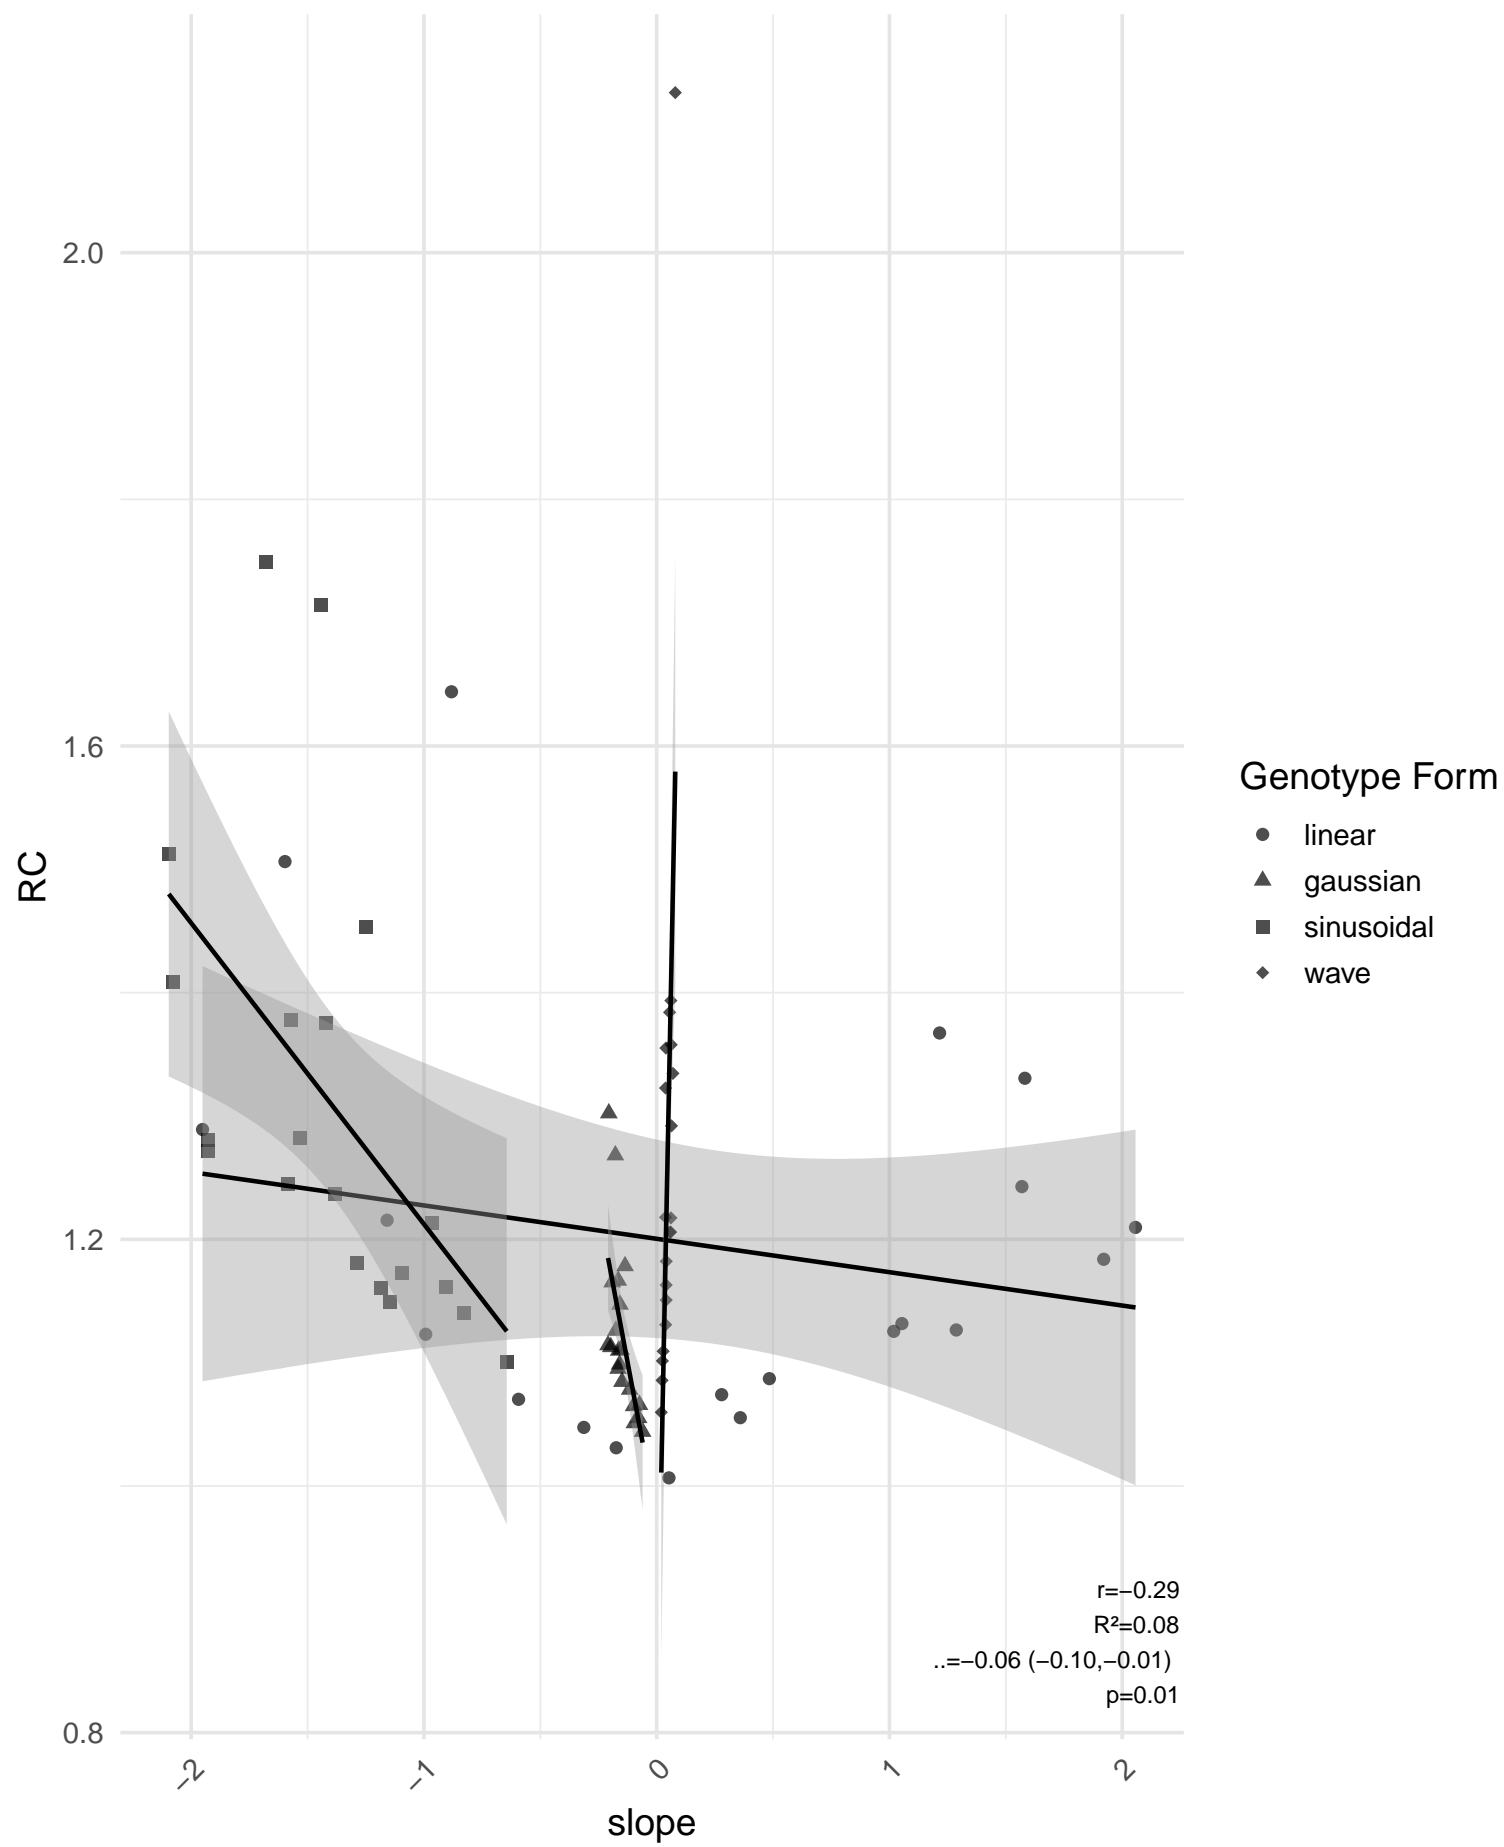 2.0
1.6
1.2
0.8
RC
−2
−1
0
1
2
slope
Genotype Form
linear
gaussian
sinusoidal
wave
r=−0.29
R²=0.08
..=−0.06 (−0.10,−0.01)
p=0.01